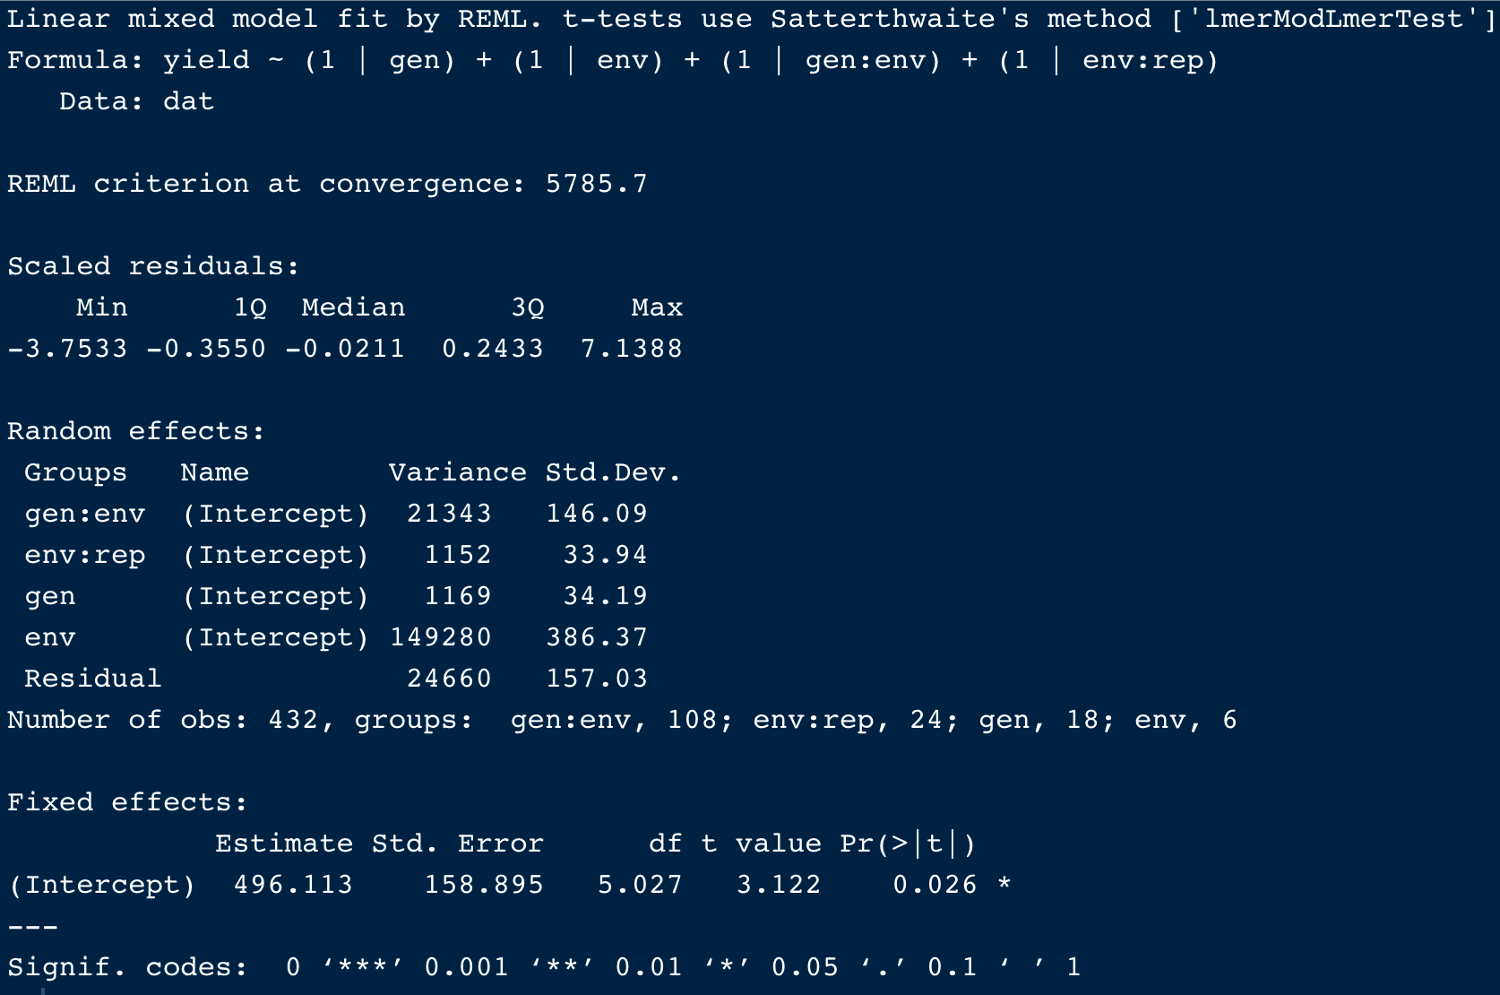 Linear mixed model fit by REML. t-tests use Satterthwaite's method ['lmerModLmerTest']
Formula: yield ~ (1 | gen) + (1 | env) + (1 | gen:env) + (1 | env:rep)
   Data: dat

REML criterion at convergence: 5785.7

Scaled residuals:
    Min      1Q  Median      3Q     Max
-3.7533 -0.3550 -0.0211  0.2433  7.1388

Random effects:
 Groups   Name        Variance Std.Dev.
 gen:env  (Intercept)  21343   146.09
 env:rep  (Intercept)   1152    33.94
 gen      (Intercept)   1169    34.19
 env      (Intercept) 149280   386.37
 Residual              24660   157.03
Number of obs: 432, groups:  gen:env, 108; env:rep, 24; gen, 18; env, 6

Fixed effects:
            Estimate Std. Error      df t value Pr(>|t|)
(Intercept)  496.113    158.895   5.027   3.122    0.026 *
---
Signif. codes:  0 ‘***’ 0.001 ‘**’ 0.01 ‘*’ 0.05 ‘.’ 0.1 ‘ ’ 1